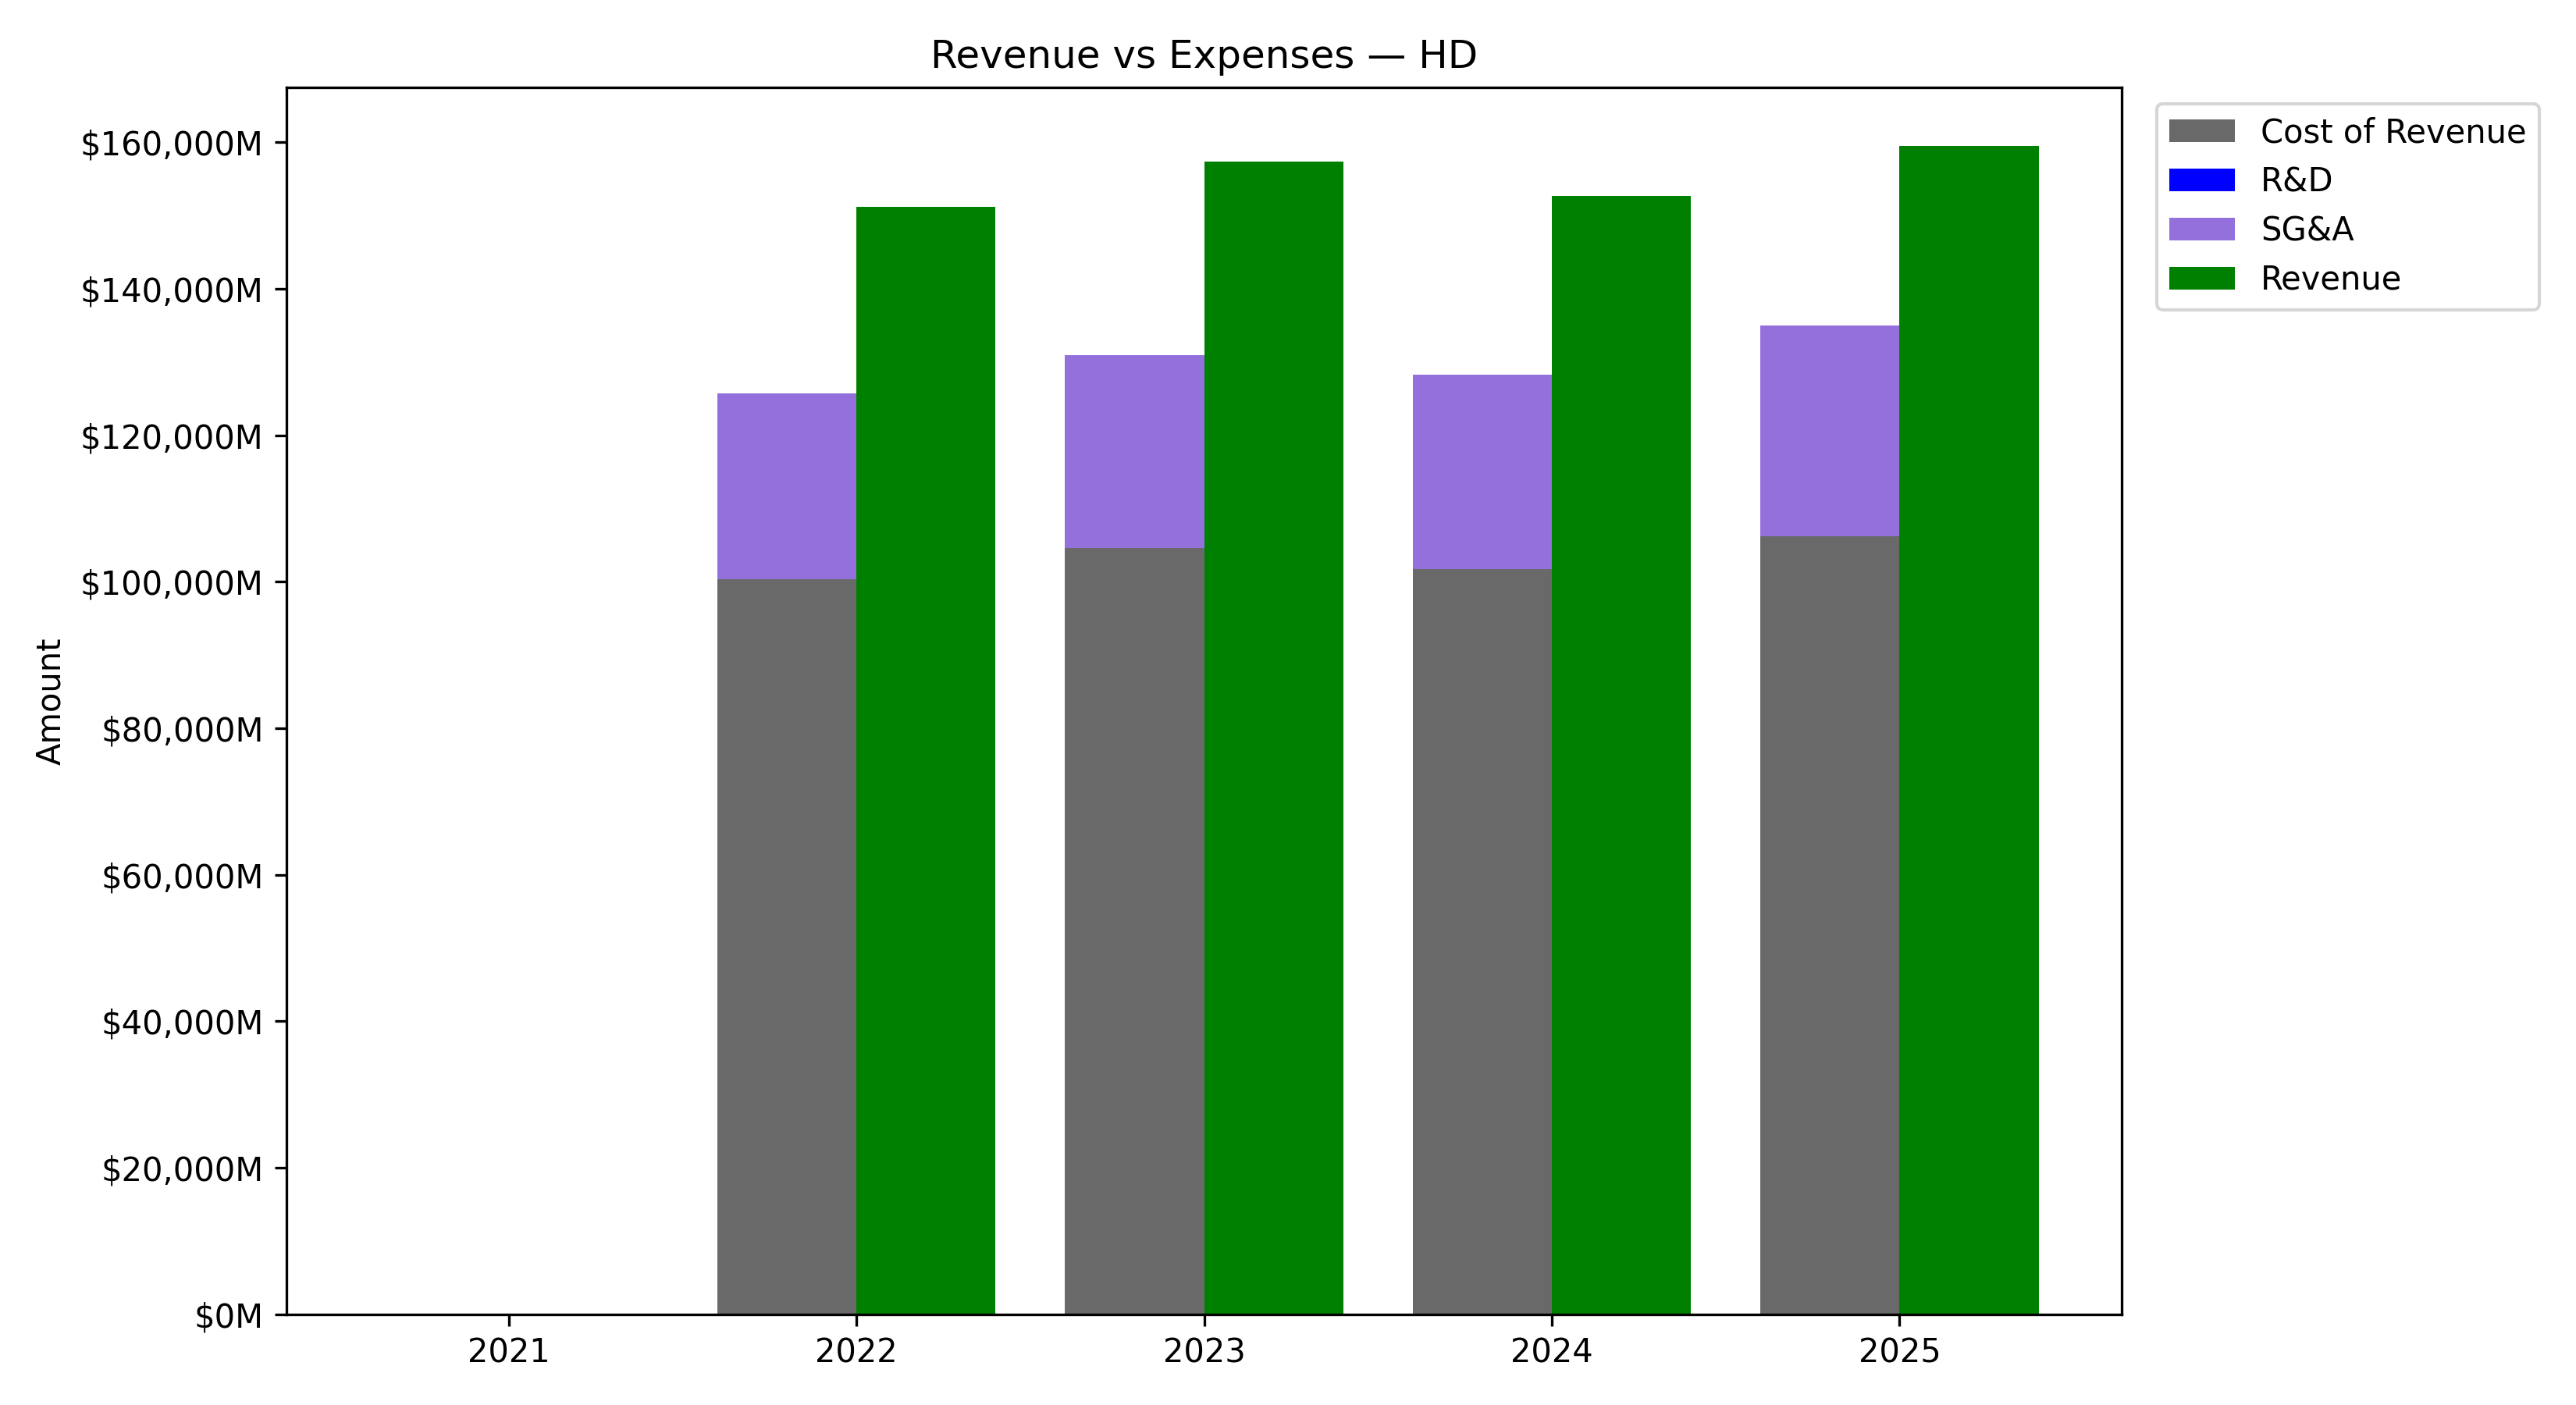 Revenue vs Expenses — HD
$160,000M
$140,000M
$120,000M
$100,000M
$80,000M
$60,000M
$40,000M
$20,000M
$0M
Amount
2021
2022
2023
2024
2025
Cost of Revenue
R&D
SG&A
Revenue